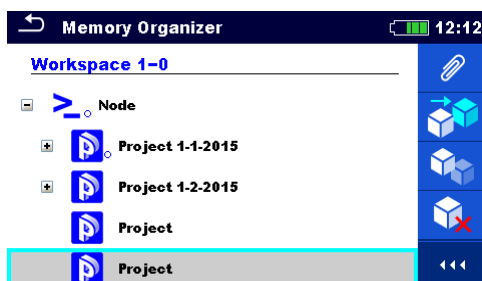 Memory Organizer 12:12
Workspace 1-0
Node
Project 1-1-2015
Project 1-2-2015
Project
Project